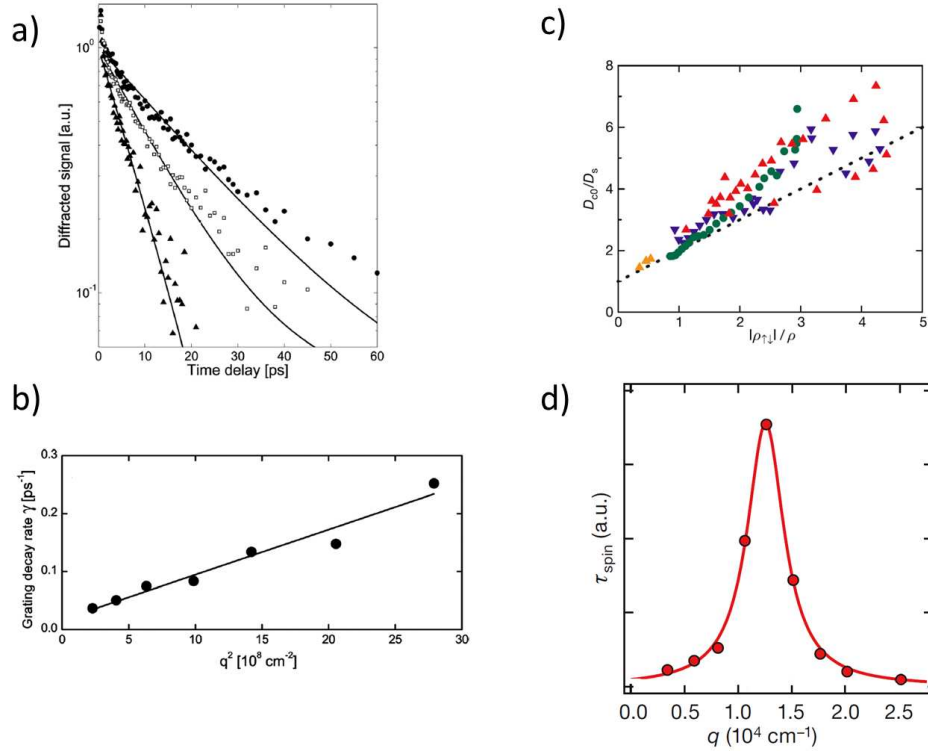 a)
10⁰
10⁻¹
Diffracted signal [a.u.]
0 10 20 30 40 50 60
Time delay [ps]
b)
0.3
0.2
0.1
0.0
Grating decay rate γ [ps⁻¹]
0 5 10 15 20 25 30
q² [10⁸ cm⁻²]
c)
8
6
4
2
0
D_c0/D_s
0 1 2 3 4 5
|ρ↑↓| / ρ
d)
τ_spin (a.u.)
0.0 0.5 1.0 1.5 2.0 2.5
q (10⁴ cm⁻¹)